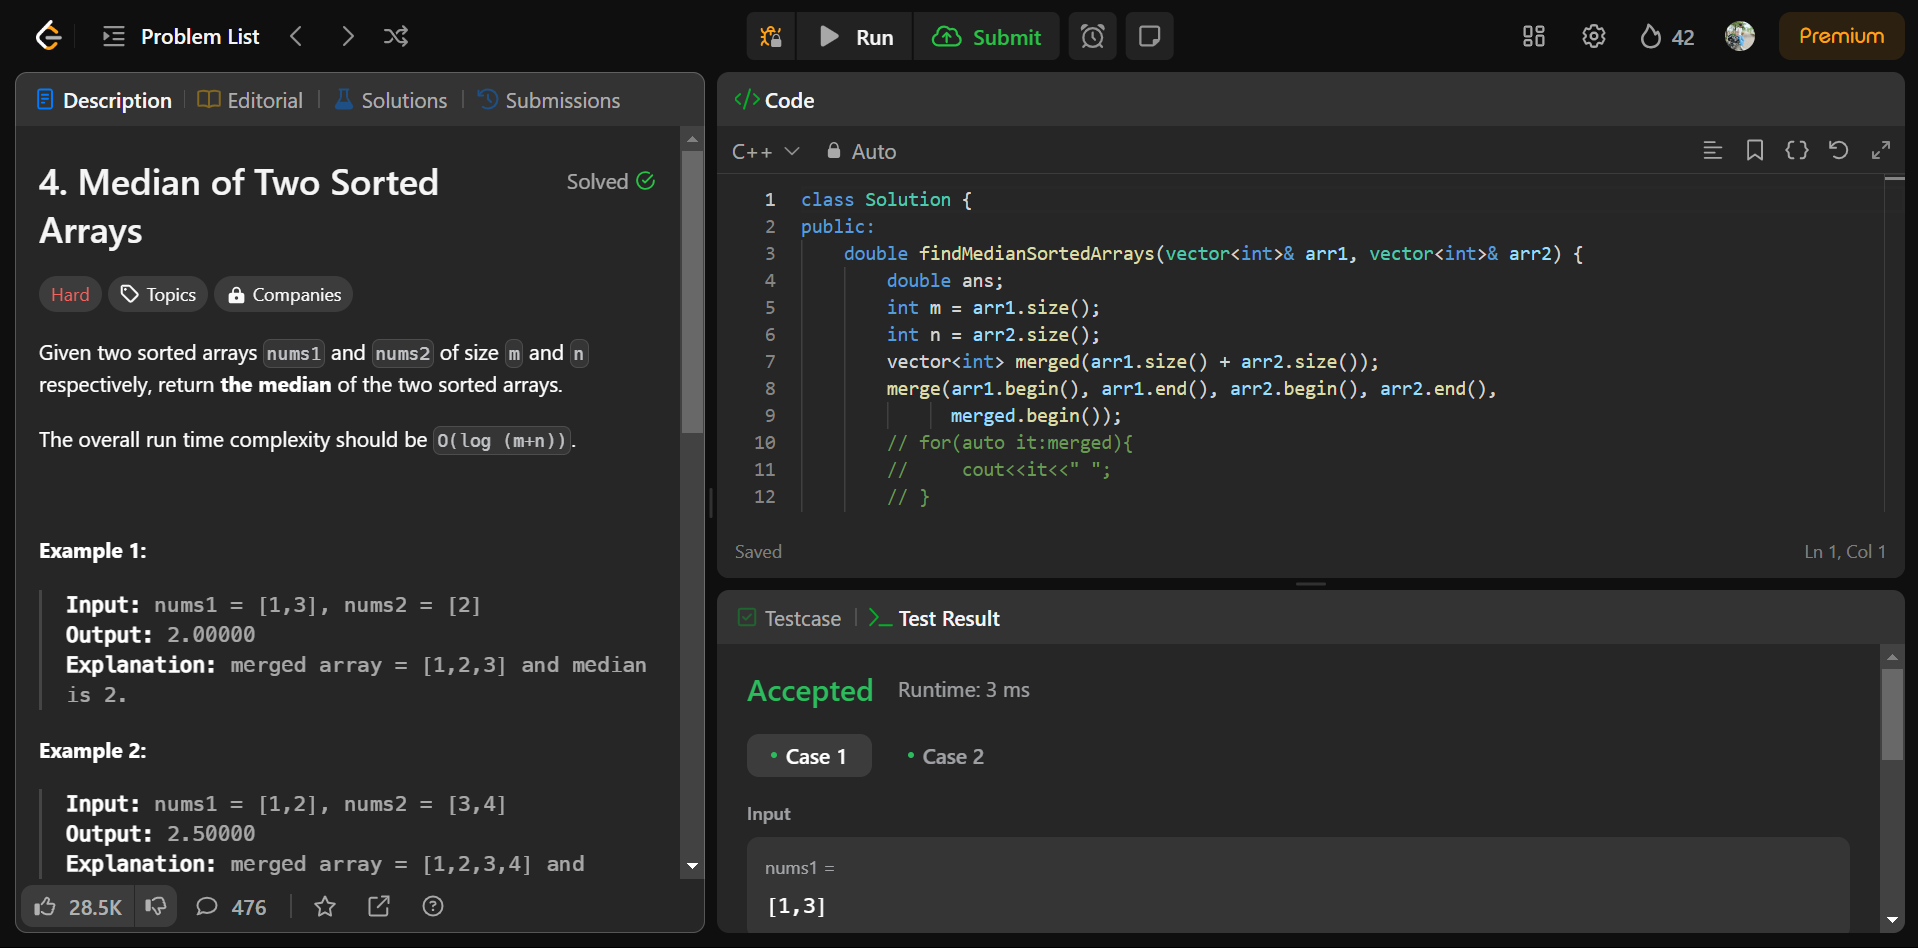 Problem List
Run
Submit
42
Premium
Description
Editorial
Solutions
Submissions
4. Median of Two Sorted
Arrays
Solved
Hard
Topics
Companies
Given two sorted arrays nums1 and nums2 of size m and n
respectively, return the median of the two sorted arrays.
The overall run time complexity should be O(log (m+n)).
Example 1:
Input: nums1 = [1,3], nums2 = [2]
Output: 2.00000
Explanation: merged array = [1,2,3] and median
is 2.
Example 2:
Input: nums1 = [1,2], nums2 = [3,4]
Output: 2.50000
Explanation: merged array = [1,2,3,4] and
28.5K
476
</> Code
C++
Auto
1 class Solution {
2 public:
3     double findMedianSortedArrays(vector<int>& arr1, vector<int>& arr2) {
4         double ans;
5         int m = arr1.size();
6         int n = arr2.size();
7         vector<int> merged(arr1.size() + arr2.size());
8         merge(arr1.begin(), arr1.end(), arr2.begin(), arr2.end(),
9               merged.begin());
10         // for(auto it:merged){
11         //     cout<<it<<" ";
12         // }
Saved
Ln 1, Col 1
Testcase
Test Result
Accepted
Runtime: 3 ms
Case 1
Case 2
Input
nums1 =
[1,3]